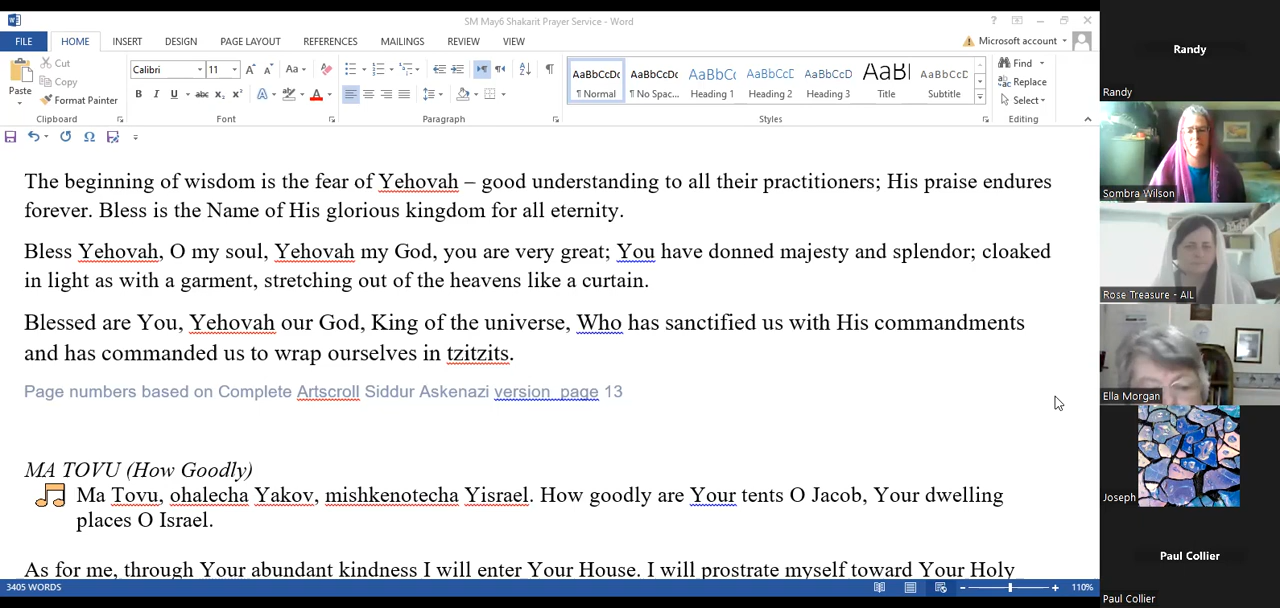 SM May6 Shakarit Prayer Service - Word
FILE HOME INSERT DESIGN PAGE LAYOUT REFERENCES MAILINGS REVIEW VIEW Microsoft account
Cut
Copy
Paste
Format Painter
Clipboard
Calibri 11
Font
Paragraph
AaBbCcDc AaBbCcDc AaBbC AaBbCcD AaBbCcD AaBl AaBbCcD
¶ Normal ¶ No Spac... Heading 1 Heading 2 Heading 3 Title Subtitle
Styles
Find
Replace
Select
Editing
The beginning of wisdom is the fear of Yehovah – good understanding to all their practitioners; His praise endures
forever. Bless is the Name of His glorious kingdom for all eternity.
Bless Yehovah, O my soul, Yehovah my God, you are very great; You have donned majesty and splendor; cloaked
in light as with a garment, stretching out of the heavens like a curtain.
Blessed are You, Yehovah our God, King of the universe, Who has sanctified us with His commandments
and has commanded us to wrap ourselves in tzitzits.
Page numbers based on Complete Artscroll Siddur Askenazi version page 13
MA TOVU (How Goodly)
Ma Tovu, ohalecha Yakov, mishkenotecha Yisrael. How goodly are Your tents O Jacob, Your dwelling
places O Israel.
As for me, through Your abundant kindness I will enter Your House. I will prostrate myself toward Your Holy
3405 WORDS
110%
Randy
Randy
Sombra Wilson
Rose Treasure - AIL
Ella Morgan
Joseph
Paul Collier
Paul Collier